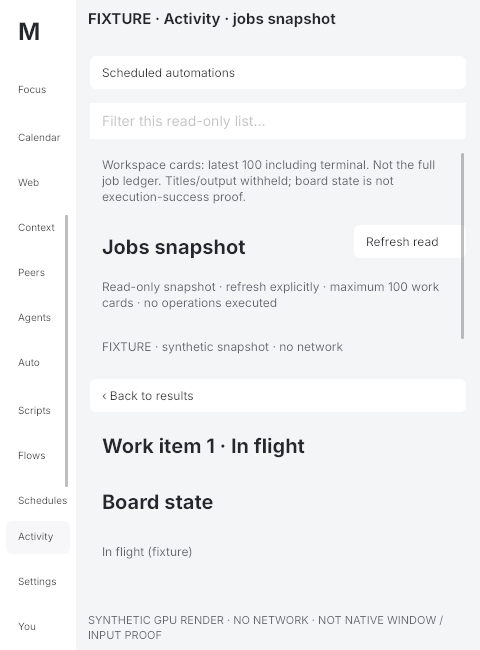 M
Focus
Calendar
Web
Context
Peers
Agents
Auto
Scripts
Flows
Schedules
Activity
Settings
You
FIXTURE · Activity · jobs snapshot
Scheduled automations
Filter this read-only list...
Workspace cards: latest 100 including terminal. Not the full
job ledger. Titles/output withheld; board state is not
execution-success proof.
Jobs snapshot
Refresh read
Read-only snapshot · refresh explicitly · maximum 100 work
cards · no operations executed
FIXTURE · synthetic snapshot · no network
‹ Back to results
Work item 1 · In flight
Board state
In flight (fixture)
SYNTHETIC GPU RENDER · NO NETWORK · NOT NATIVE WINDOW /
INPUT PROOF